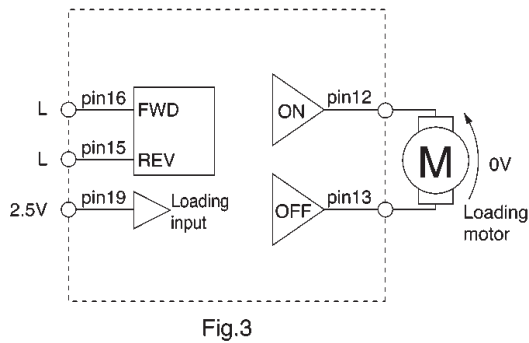 L pin16 FWD
L pin15 REV
2.5V pin19 Loading
input
ON pin12
OFF pin13
M 0V
Loading
motor
Fig.3